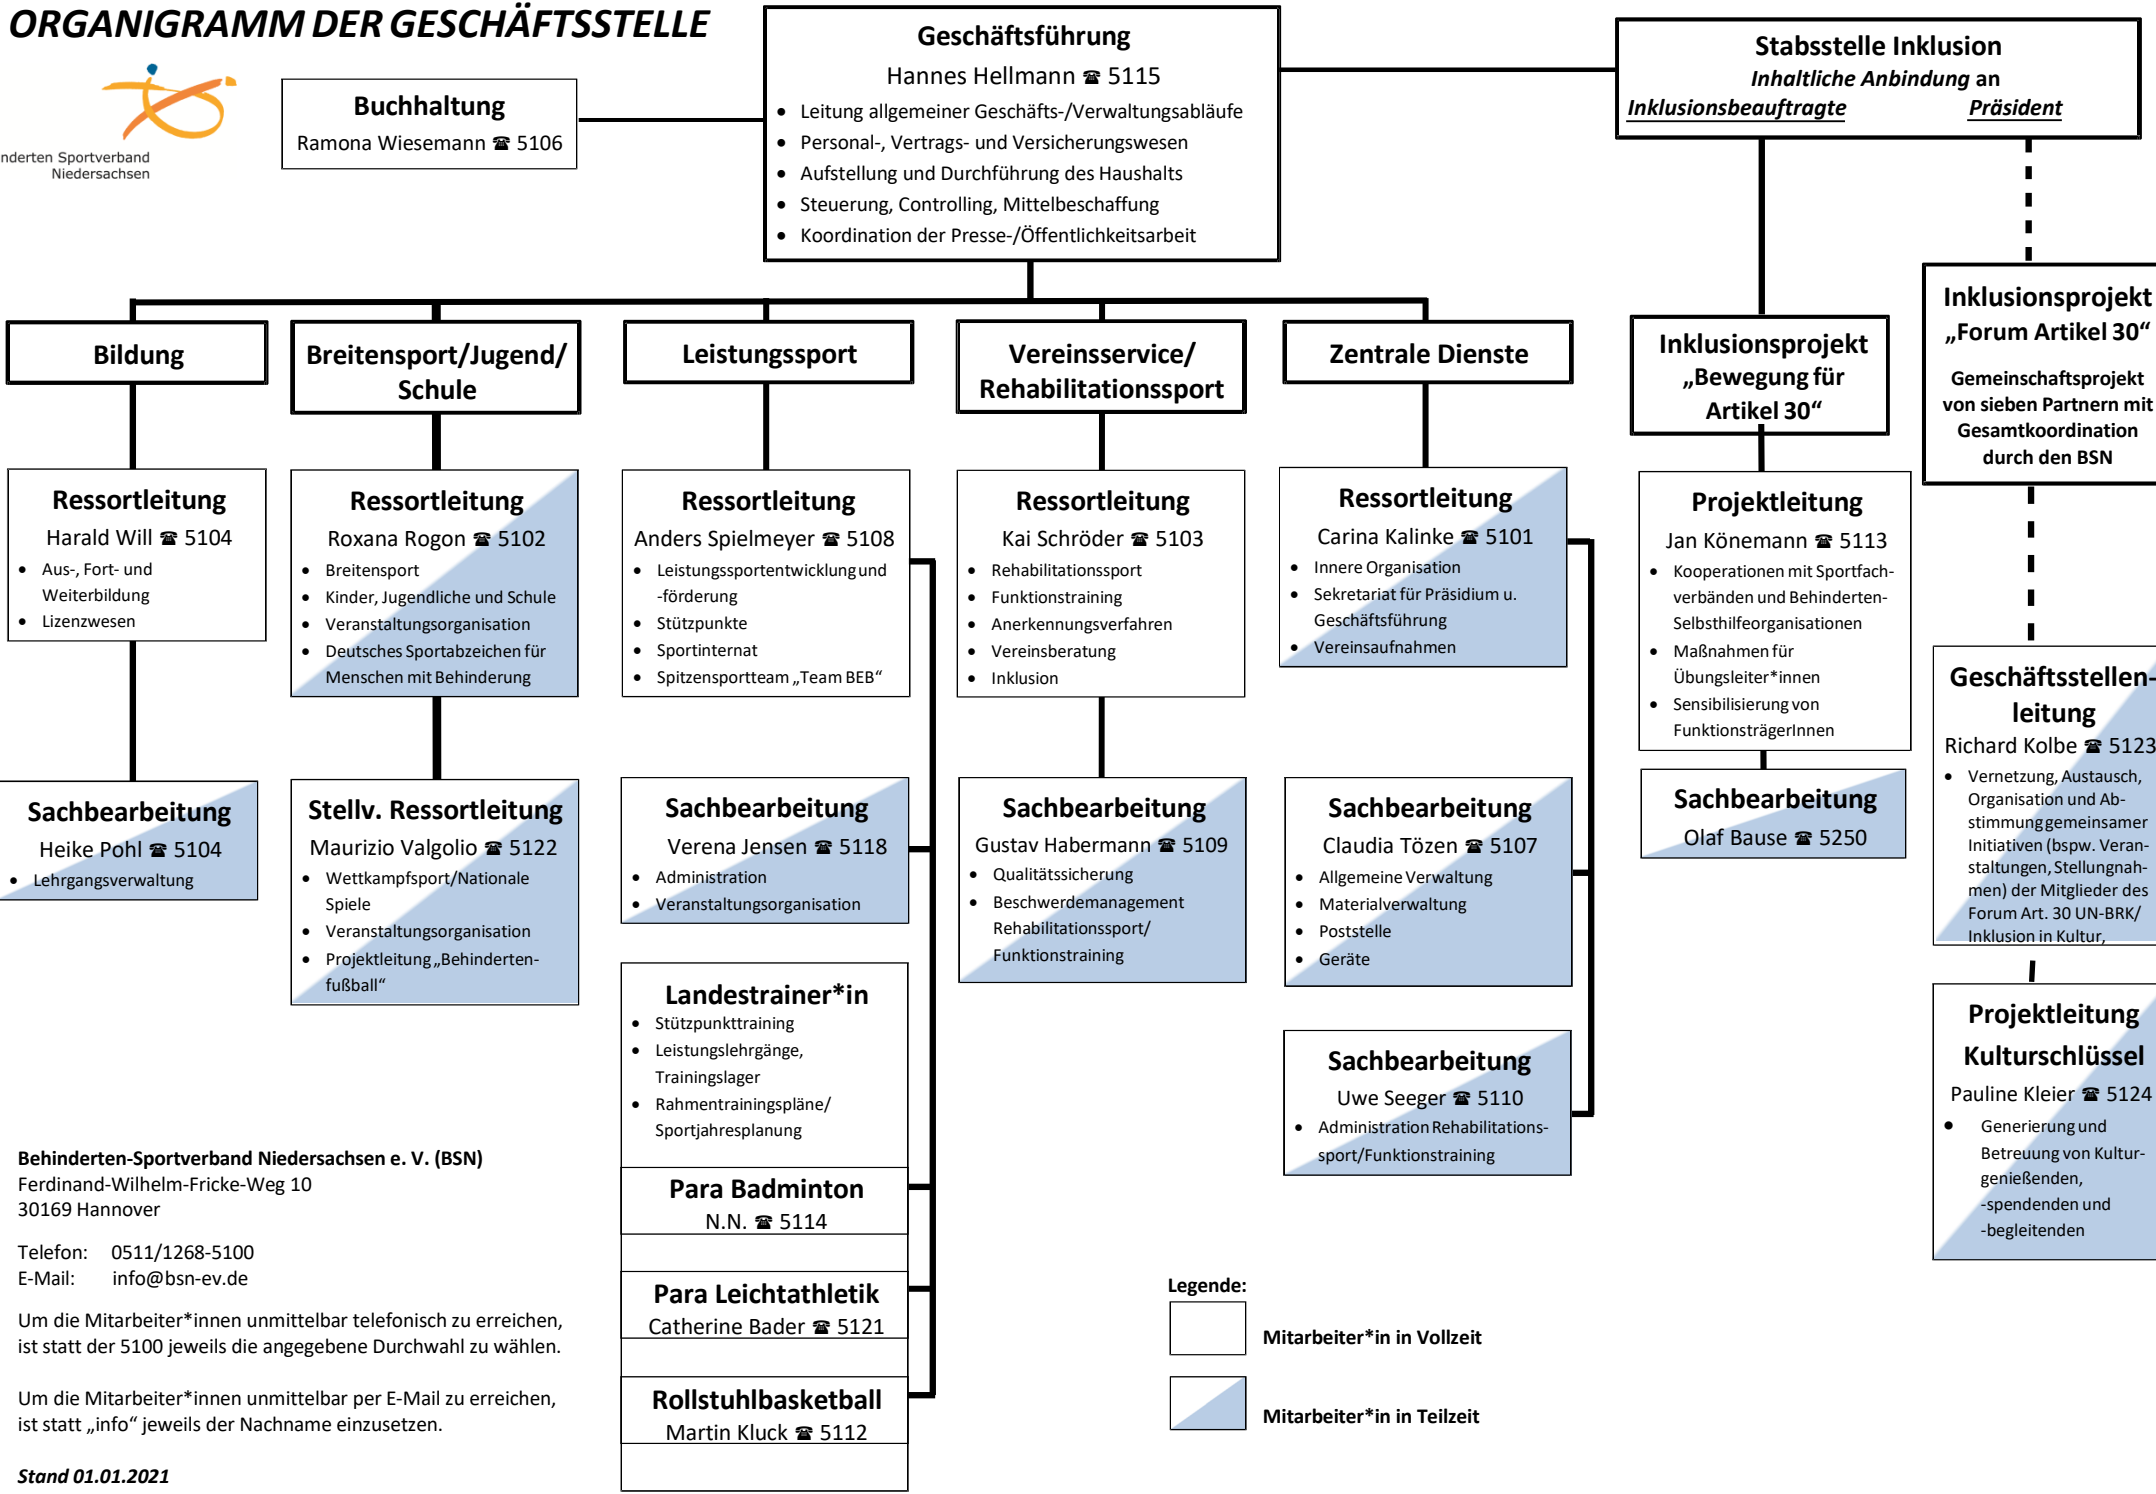 ORGANIGRAMM DER GESCHÄFTSSTELLE
nderten Sportverband
Niedersachsen
Buchhaltung
Ramona Wiesemann ☎ 5106
Geschäftsführung
Hannes Hellmann ☎ 5115
• Leitung allgemeiner Geschäfts-/Verwaltungsabläufe
• Personal-, Vertrags- und Versicherungswesen
• Aufstellung und Durchführung des Haushalts
• Steuerung, Controlling, Mittelbeschaffung
• Koordination der Presse-/Öffentlichkeitsarbeit
Stabsstelle Inklusion
Inhaltliche Anbindung an
Inklusionsbeauftragte Präsident
Bildung
Ressortleitung
Harald Will ☎ 5104
• Aus-, Fort- und
Weiterbildung
• Lizenzwesen
Sachbearbeitung
Heike Pohl ☎ 5104
• Lehrgangsverwaltung
Breitensport/Jugend/
Schule
Ressortleitung
Roxana Rogon ☎ 5102
• Breitensport
• Kinder, Jugendliche und Schule
• Veranstaltungsorganisation
• Deutsches Sportabzeichen für
Menschen mit Behinderung
Stellv. Ressortleitung
Maurizio Valgolio ☎ 5122
• Wettkampfsport/Nationale
Spiele
• Veranstaltungsorganisation
• Projektleitung „Behinderten-
fußball“
Leistungssport
Ressortleitung
Anders Spielmeyer ☎ 5108
• Leistungssportentwicklung und
-förderung
• Stützpunkte
• Sportinternat
• Spitzensportteam „Team BEB“
Sachbearbeitung
Verena Jensen ☎ 5118
• Administration
• Veranstaltungsorganisation
Landestrainer*in
• Stützpunkttraining
• Leistungslehrgänge,
Trainingslager
• Rahmentrainingspläne/
Sportjahresplanung
Para Badminton
N.N. ☎ 5114
Para Leichtathletik
Catherine Bader ☎ 5121
Rollstuhlbasketball
Martin Kluck ☎ 5112
Vereinsservice/
Rehabilitationssport
Ressortleitung
Kai Schröder ☎ 5103
• Rehabilitationssport
• Funktionstraining
• Anerkennungsverfahren
• Vereinsberatung
• Inklusion
Sachbearbeitung
Gustav Habermann ☎ 5109
• Qualitätssicherung
• Beschwerdemanagement
Rehabilitationssport/
Funktionstraining
Zentrale Dienste
Ressortleitung
Carina Kalinke ☎ 5101
• Innere Organisation
• Sekretariat für Präsidium u.
Geschäftsführung
• Vereinsaufnahmen
Sachbearbeitung
Claudia Tözen ☎ 5107
• Allgemeine Verwaltung
• Materialverwaltung
• Poststelle
• Geräte
Sachbearbeitung
Uwe Seeger ☎ 5110
• Administration Rehabilitations-
sport/Funktionstraining
Inklusionsprojekt
„Bewegung für
Artikel 30“
Projektleitung
Jan Könemann ☎ 5113
• Kooperationen mit Sportfach-
verbänden und Behinderten-
Selbsthilfeorganisationen
• Maßnahmen für
Übungsleiter*innen
• Sensibilisierung von
FunktionsträgerInnen
Sachbearbeitung
Olaf Bause ☎ 5250
Inklusionsprojekt
„Forum Artikel 30“
Gemeinschaftsprojekt
von sieben Partnern mit
Gesamtkoordination
durch den BSN
Geschäftsstellen-
leitung
Richard Kolbe ☎ 5123
• Vernetzung, Austausch,
Organisation und Ab-
stimmung gemeinsamer
Initiativen (bspw. Veran-
staltungen, Stellungnah-
men) der Mitglieder des
Forum Art. 30 UN-BRK/
Inklusion in Kultur,
Projektleitung
Kulturschlüssel
Pauline Kleier ☎ 5124
• Generierung und
Betreuung von Kultur-
genießenden,
-spendenden und
-begleitenden
Behinderten-Sportverband Niedersachsen e. V. (BSN)
Ferdinand-Wilhelm-Fricke-Weg 10
30169 Hannover
Telefon: 0511/1268-5100
E-Mail: info@bsn-ev.de
Um die Mitarbeiter*innen unmittelbar telefonisch zu erreichen,
ist statt der 5100 jeweils die angegebene Durchwahl zu wählen.
Um die Mitarbeiter*innen unmittelbar per E-Mail zu erreichen,
ist statt „info“ jeweils der Nachname einzusetzen.
Stand 01.01.2021
Legende:
Mitarbeiter*in in Vollzeit
Mitarbeiter*in in Teilzeit